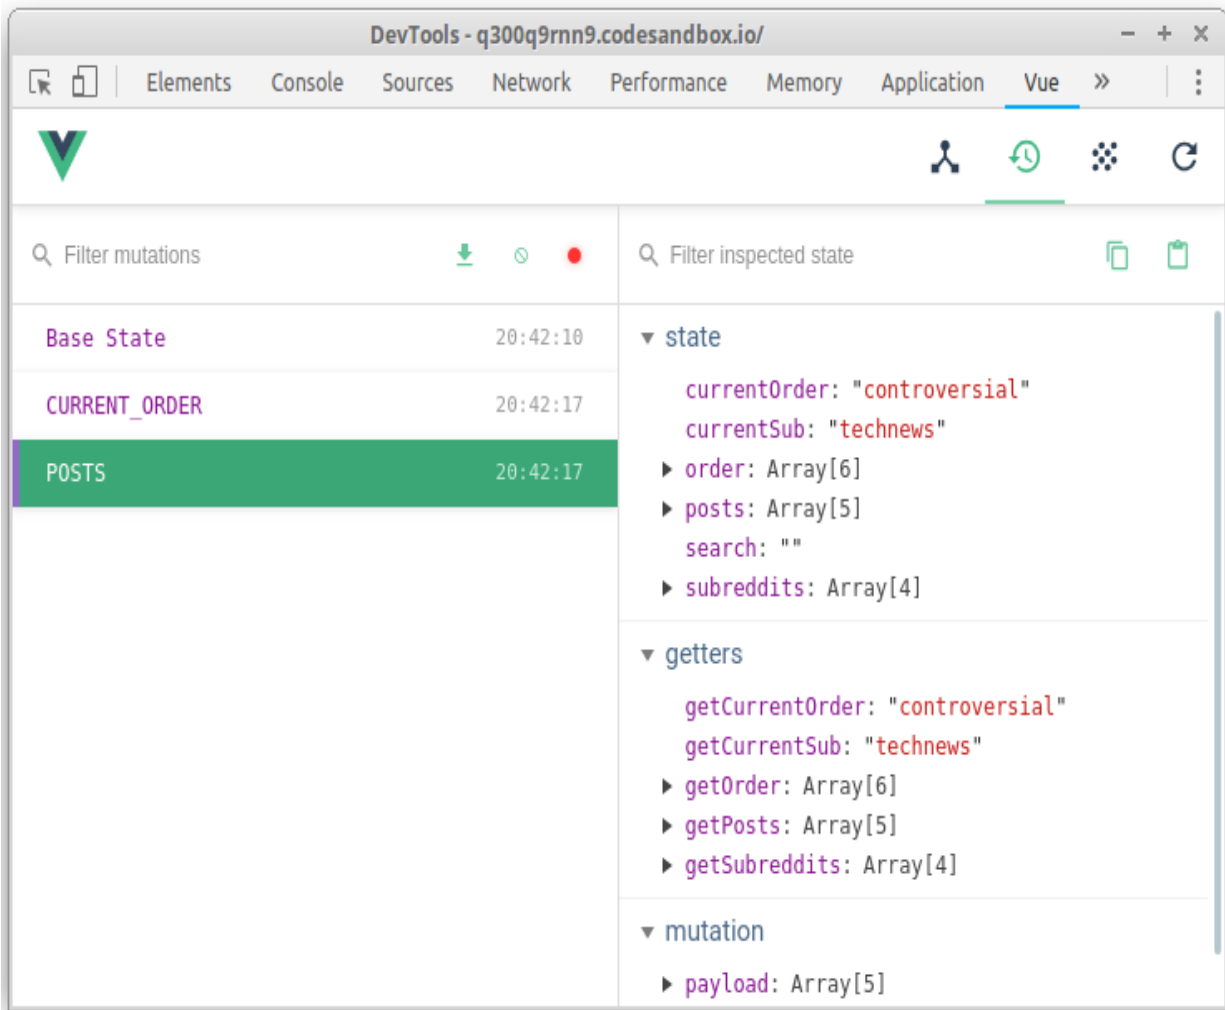 DevTools - q300q9rnn9.codesandbox.io/
Elements Console Sources Network Performance Memory Application Vue »
Filter mutations
Base State 20:42:10
CURRENT_ORDER 20:42:17
POSTS 20:42:17
Filter inspected state
state
currentOrder: "controversial"
currentSub: "technews"
order: Array[6]
posts: Array[5]
search: ""
subreddits: Array[4]
getters
getCurrentOrder: "controversial"
getCurrentSub: "technews"
getOrder: Array[6]
getPosts: Array[5]
getSubreddits: Array[4]
mutation
payload: Array[5]